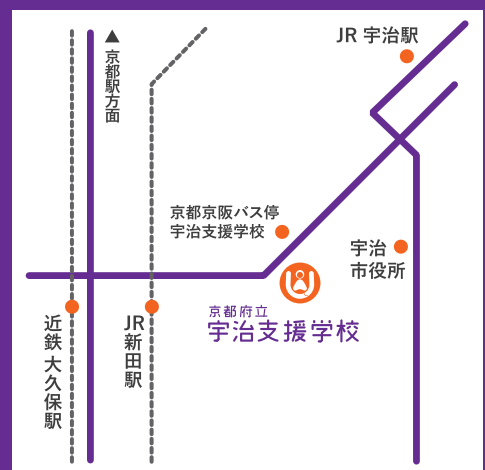 JR 宇治駅
▲京都駅方面
京都京阪バス停
宇治支援学校
宇治
市役所
京都府立
宇治支援学校
近鉄 大久保駅
JR新田駅